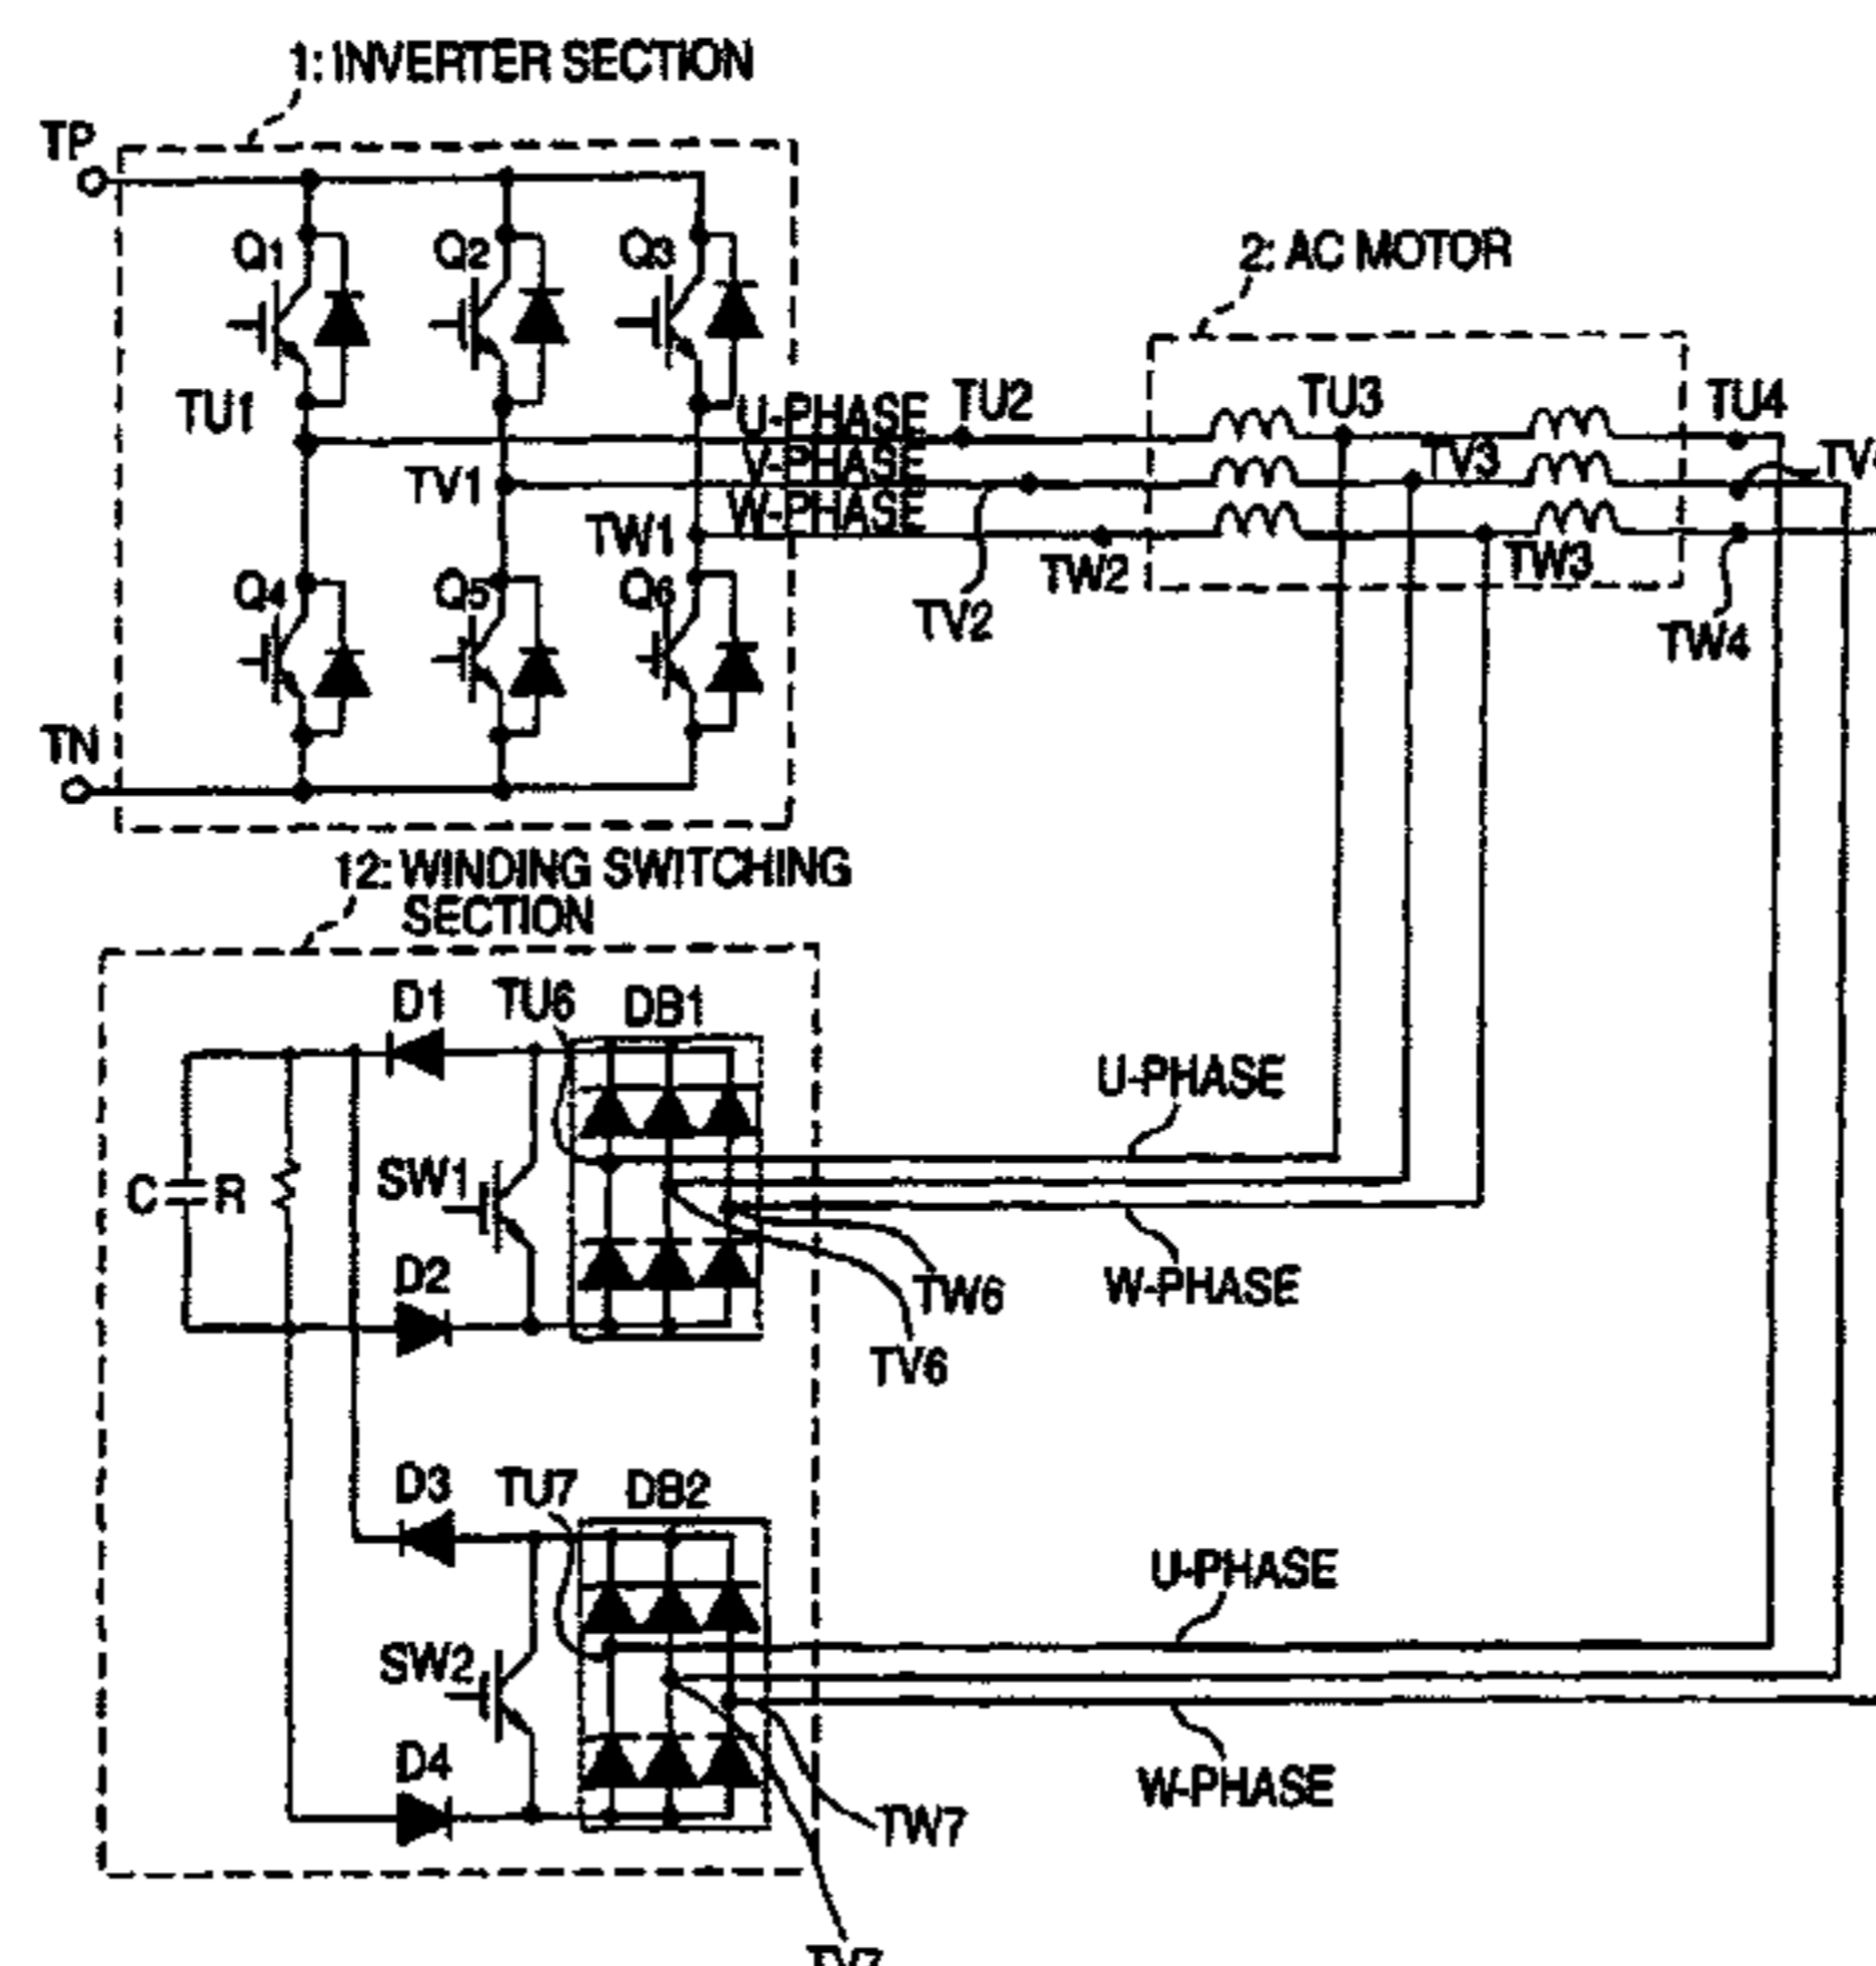 1: INVERTER SECTION
TP
Q1
Q2
Q3
2: AC MOTOR
TU1
U-PHASE
TU2
TU3
TU4
TV1
V-PHASE
TV3
TW1
W-PHASE
TW2
TW3
TV2
TW4
Q4
Q5
Q6
TN
12: WINDING SWITCHING
SECTION
D1
TU6
DB1
U-PHASE
C
R
SW1
D2
TW6
W-PHASE
TV6
D3
TU7
DB2
U-PHASE
SW2
D4
TW7
W-PHASE